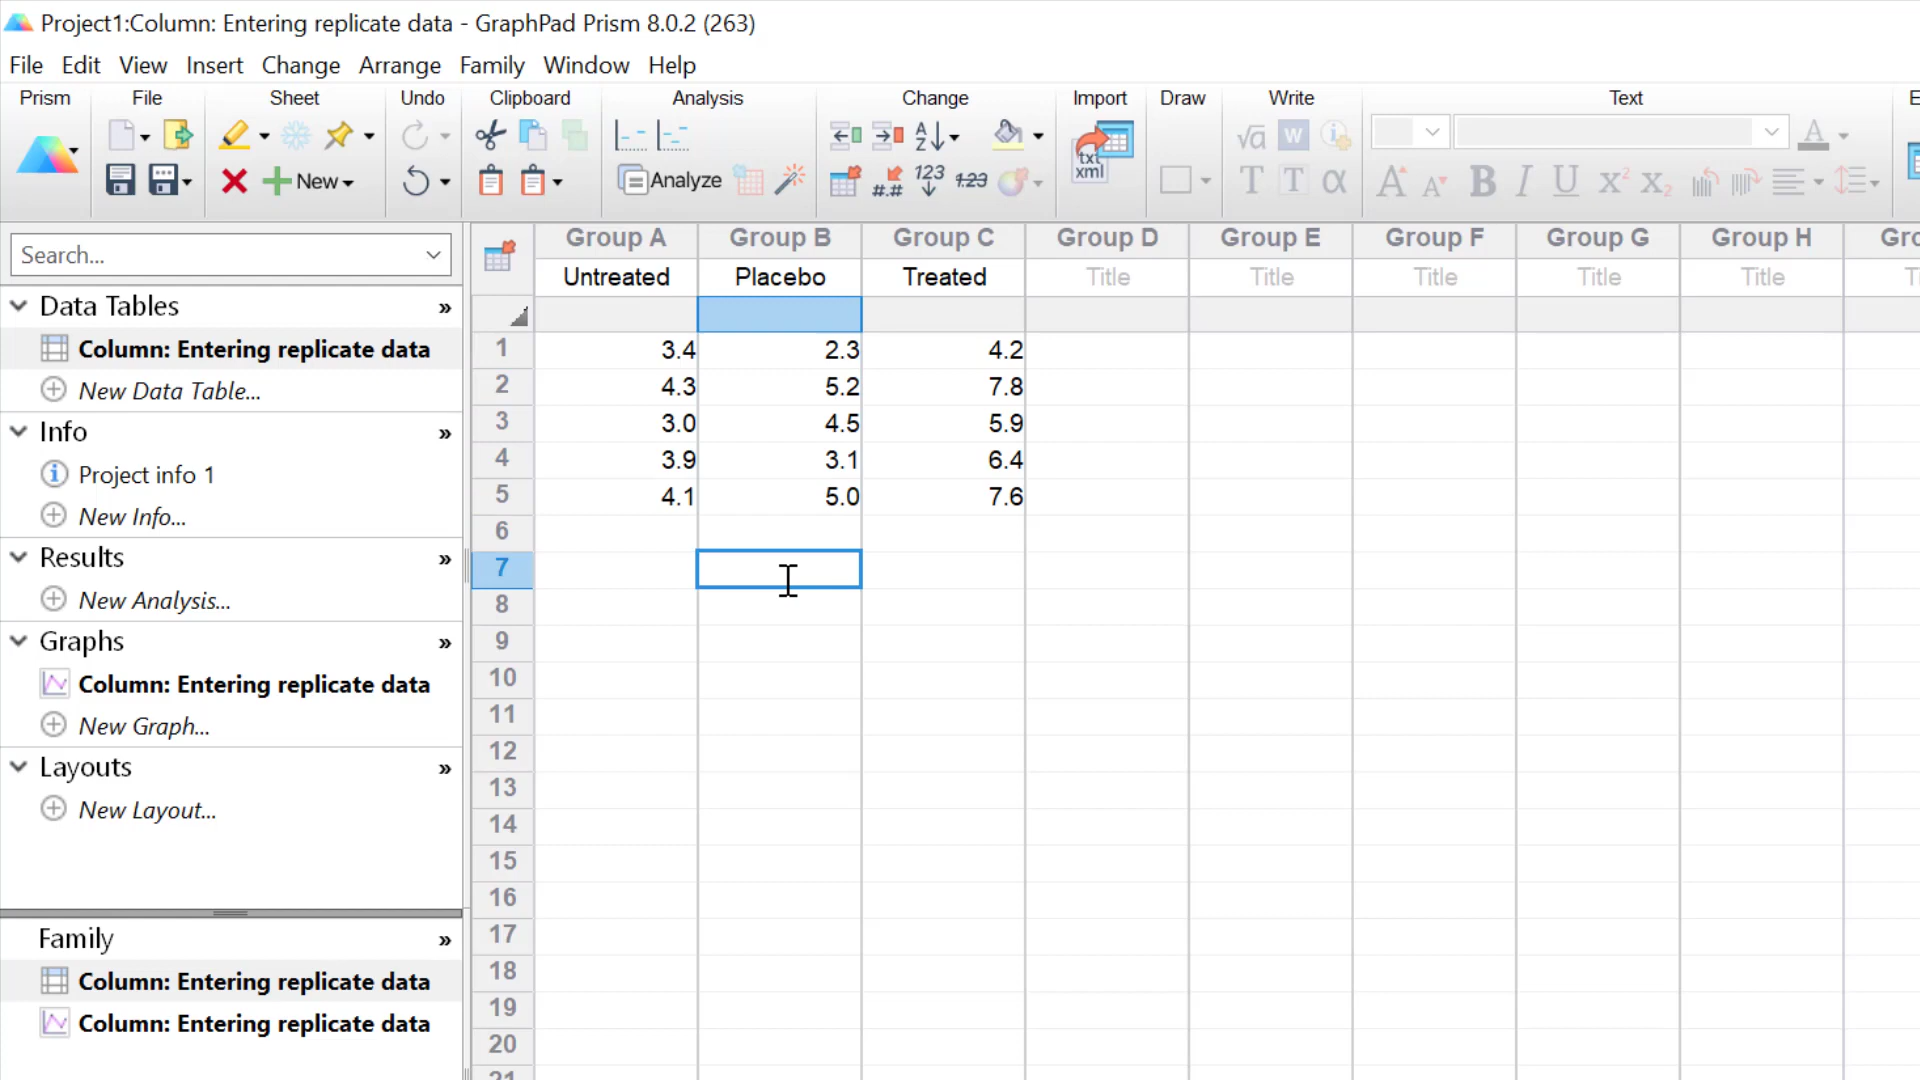 Project1:Column: Entering replicate data - GraphPad Prism 8.0.2 (263)
File Edit View Insert Change Arrange Family Window Help
Prism File Sheet Undo Clipboard Analysis Change Import Draw Write Text E
A Z √a W txt xml A
New Analyze #.# 123 123 T T α A A B I U X² X₂
Search...
Group A Group B Group C Group D Group E Group F Group G Group H Gro
Untreated Placebo Treated Title Title Title Title Title Ti
Data Tables »
Column: Entering replicate data
New Data Table...
Info »
Project info 1
New Info...
Results »
New Analysis...
Graphs »
Column: Entering replicate data
New Graph...
Layouts »
New Layout...
Family »
Column: Entering replicate data
Column: Entering replicate data
1 3.4 2.3 4.2
2 4.3 5.2 7.8
3 3.0 4.5 5.9
4 3.9 3.1 6.4
5 4.1 5.0 7.6
6
7
8
9
10
11
12
13
14
15
16
17
18
19
20
21